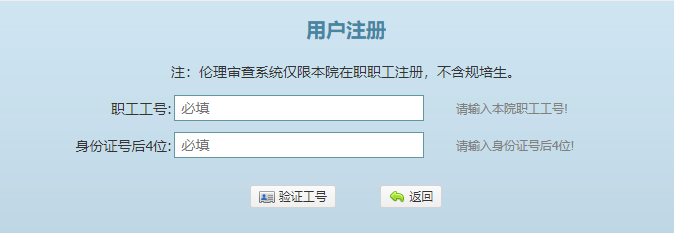 用户注册
注：伦理审查系统仅限本院在职职工注册，不含规培生。
职工工号: 必填 请输入本院职工工号!
身份证号后4位: 必填 请输入身份证号后4位!
验证工号 返回